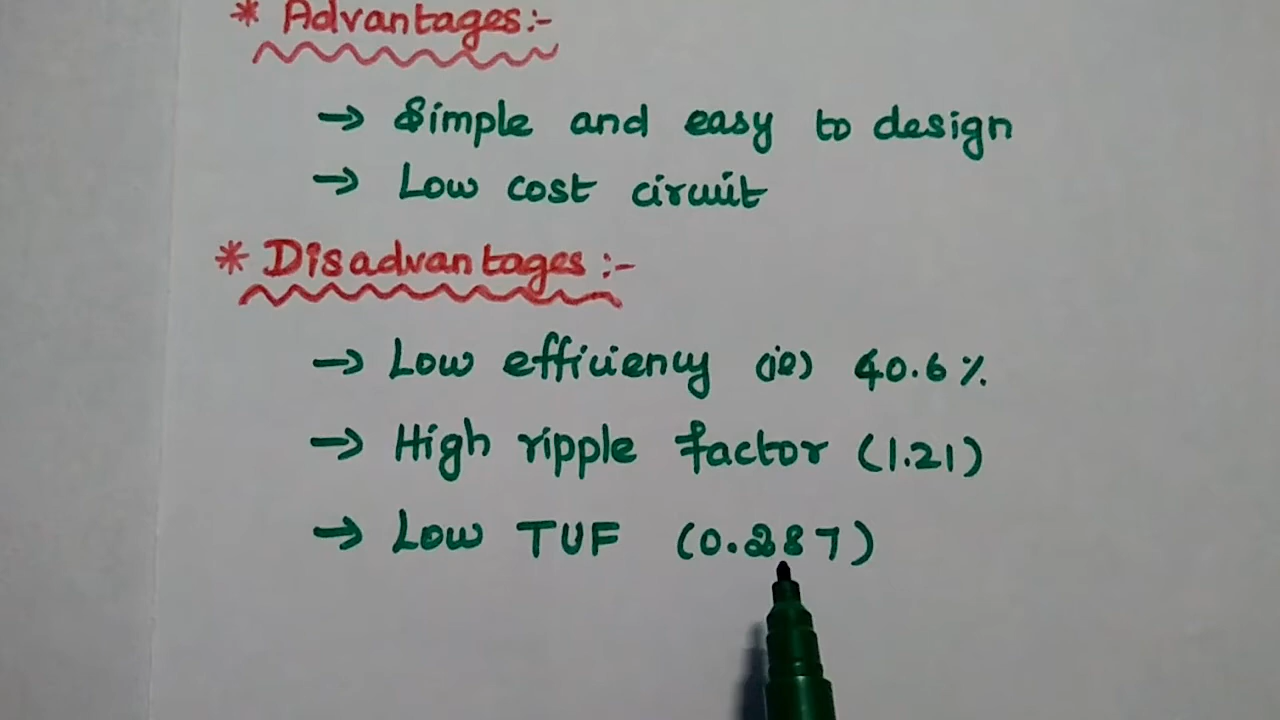 * Advantages:-
→ Simple and easy to design
→ Low cost circuit
* Disadvantages :-
→ Low efficiency (ie) 40.6%.
→ High ripple factor (1.21)
→ Low TUF (0.287)